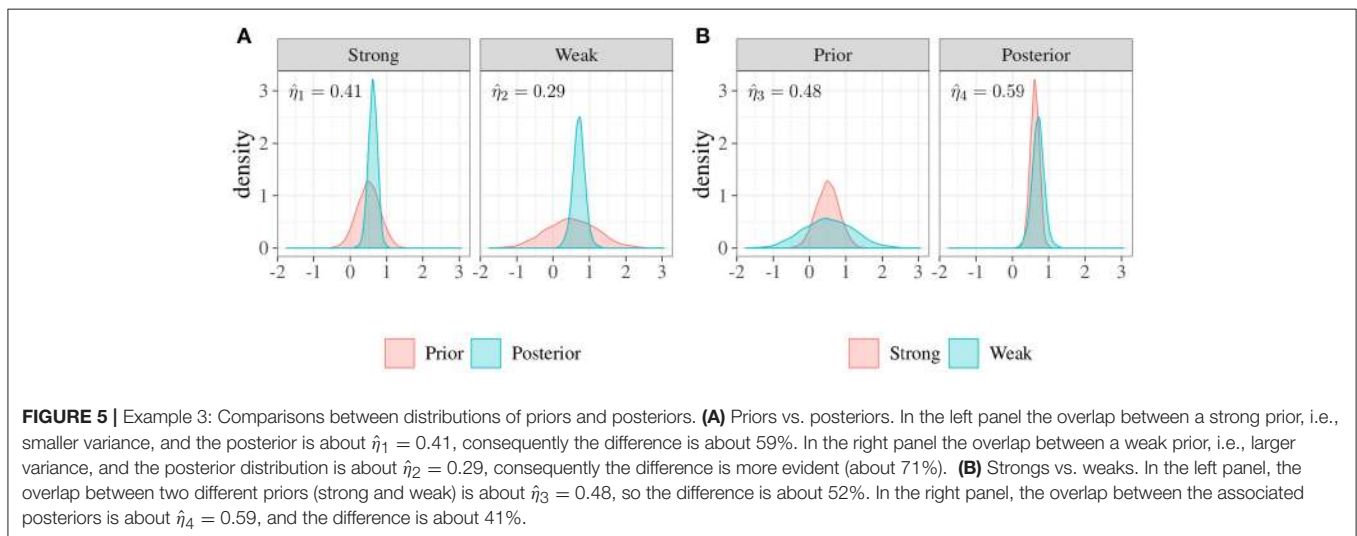 A
B
Strong
Weak
Prior
Posterior
η̂₁ = 0.41
η̂₂ = 0.29
η̂₃ = 0.48
η̂₄ = 0.59
density
3
2
1
0
-2 -1 0 1 2 3
-2 -1 0 1 2 3
density
3
2
1
0
-2 -1 0 1 2 3
-2 -1 0 1 2 3
Prior Posterior
Strong Weak
FIGURE 5 | Example 3: Comparisons between distributions of priors and posteriors. (A) Priors vs. posteriors. In the left panel the overlap between a strong prior, i.e.,
smaller variance, and the posterior is about η̂₁ = 0.41, consequently the difference is about 59%. In the right panel the overlap between a weak prior, i.e., larger
variance, and the posterior distribution is about η̂₂ = 0.29, consequently the difference is more evident (about 71%). (B) Strongs vs. weaks. In the left panel, the
overlap between two different priors (strong and weak) is about η̂₃ = 0.48, so the difference is about 52%. In the right panel, the overlap between the associated
posteriors is about η̂₄ = 0.59, and the difference is about 41%.